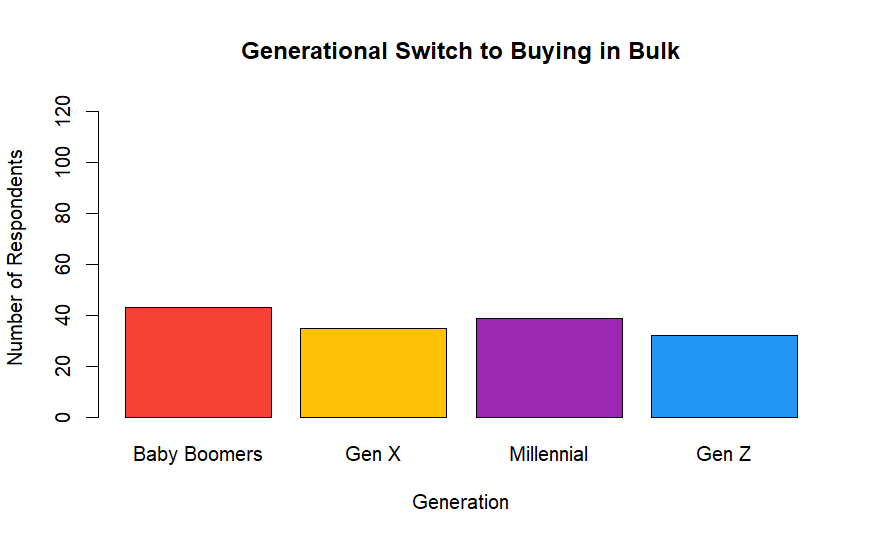 Generational Switch to Buying in Bulk
Number of Respondents
120
100
80
60
40
20
0
Baby Boomers Gen X Millennial Gen Z
Generation